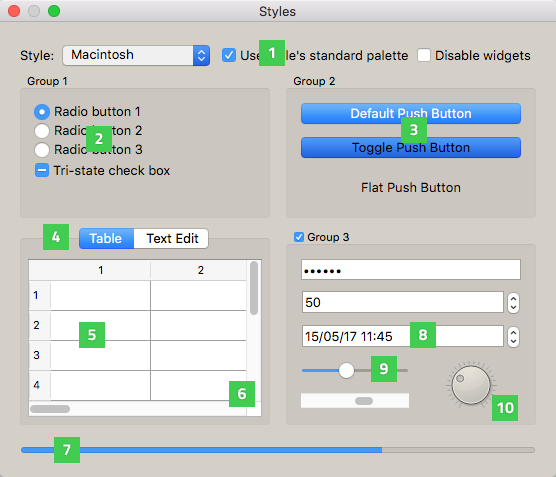 Styles
Style: Macintosh Use 1 le's standard palette Disable widgets
Group 1
Group 2
Radio button 1
Radio button 2
Radio button 3
2
Tri-state check box
Default Push Button
3
Toggle Push Button
Flat Push Button
4 Table Text Edit
1 2
1
2
3
4
5
6
Group 3
••••••
50
15/05/17 11:45 8
9
10
7